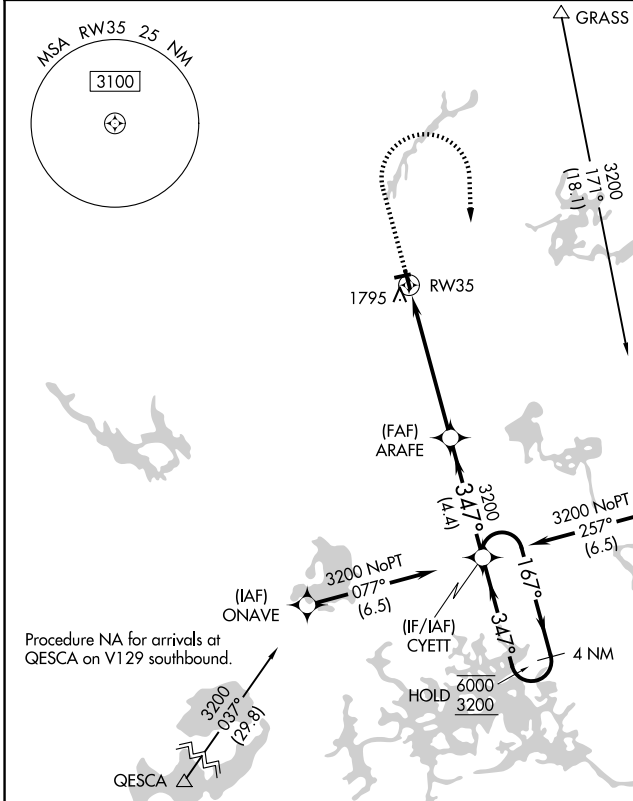 MSA RW35 25 NM
3100
GRASS
3200
171°
(18.1)
1795
RW35
(FAF)
ARAFE
3200
347°
(4.4)
3200 NoPT
257°
(6.5)
3200 NoPT
077°
(6.5)
(IAF)
ONAVE
(IF/IAF)
CYETT
167°
347°
4 NM
HOLD
6000
3200
Procedure NA for arrivals at
QESCA on V129 southbound.
3200
037°
(29.8)
QESCA